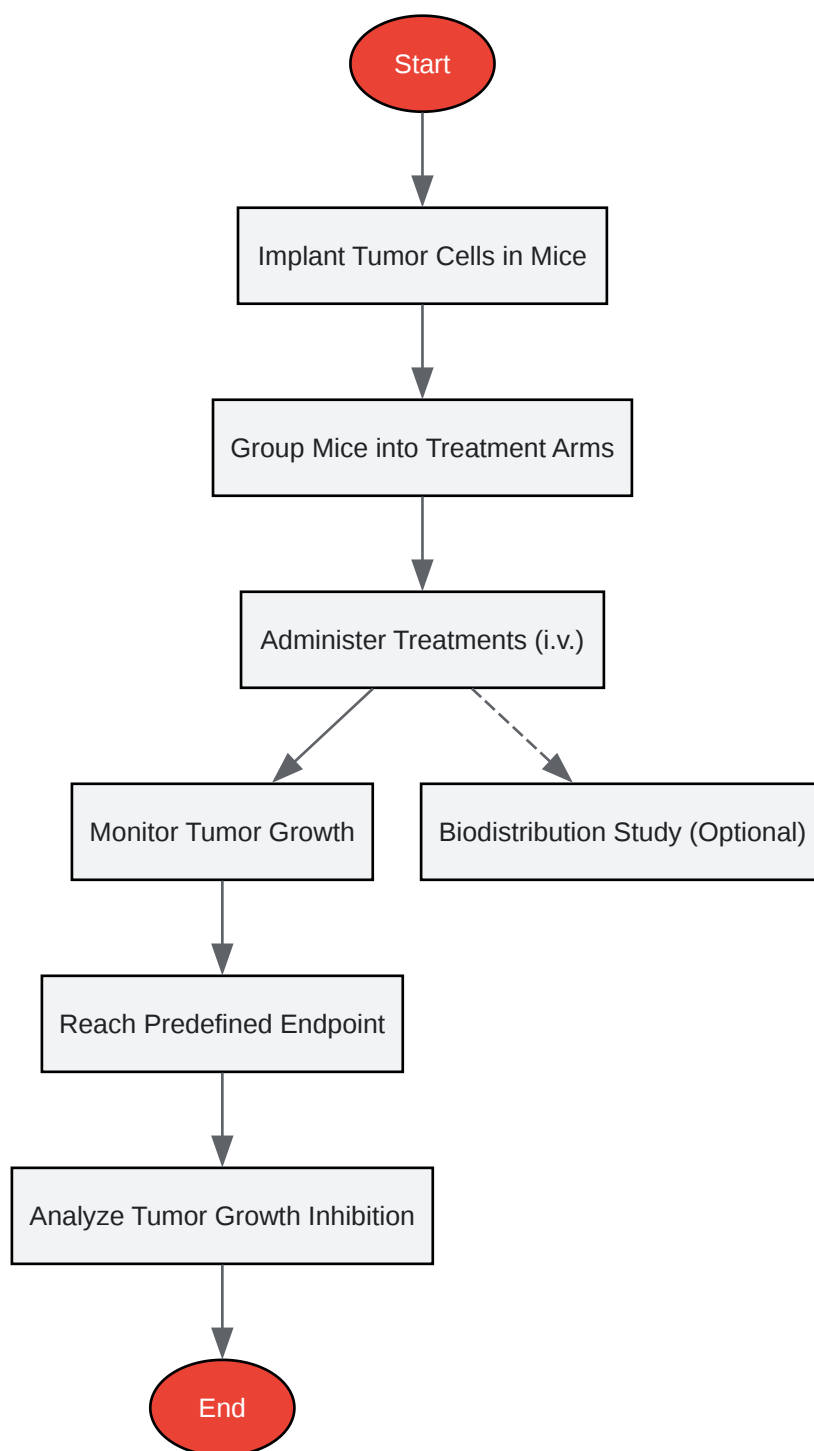 Start
Implant Tumor Cells in Mice
Group Mice into Treatment Arms
Administer Treatments (i.v.)
Monitor Tumor Growth
Biodistribution Study (Optional)
Reach Predefined Endpoint
Analyze Tumor Growth Inhibition
End